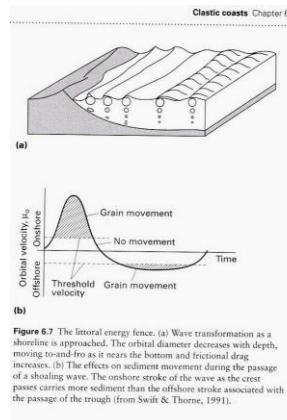 Clastic coasts Chapter 6
(a)
Orbital velocity, μₒ
Offshore Onshore
Grain movement
No movement
Time
Threshold
velocity
Grain movement
(b)
Figure 6.7 The littoral energy fence. (a) Wave transformation as a
shoreline is approached. The orbital diameter decreases with depth,
moving to-and-fro as it nears the bottom and frictional drag
increases. (b) The effects on sediment movement during the passage
of a shoaling wave. The onshore stroke of the wave as the crest
passes carries more sediment than the offshore stroke associated with
the passage of the trough (from Swift & Thorne, 1991).